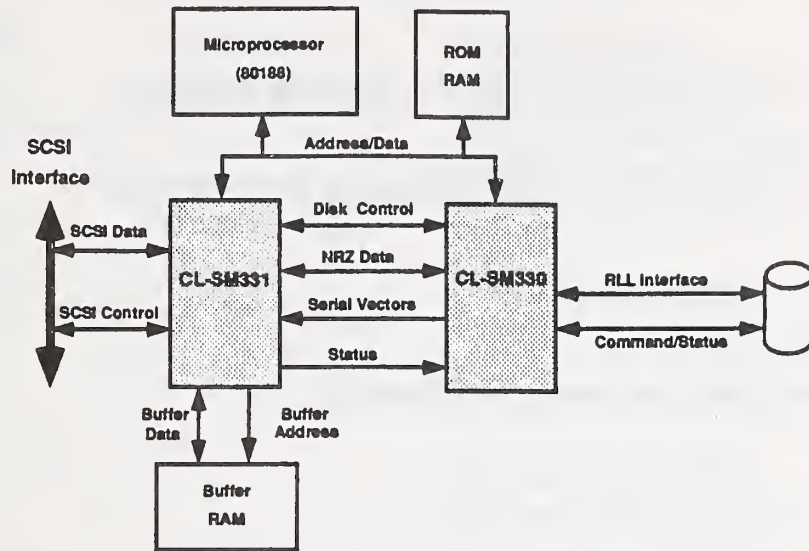 Microprocessor
(80188)
ROM
RAM
Address/Data
SCSI
Interface
SCSI Data
SCSI Control
CL-SM331
Disk Control
NRZ Data
Serial Vectors
Status
CL-SM330
RLL Interface
Command/Status
Buffer
Data
Buffer
Address
Buffer
RAM